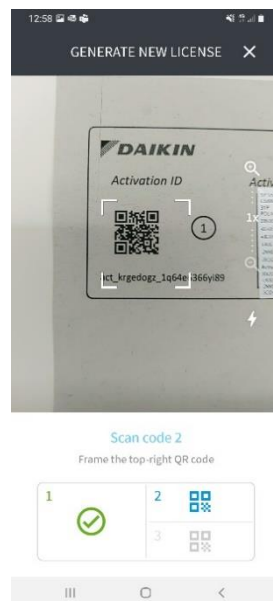 12:58
GENERATE NEW LICENSE
DAIKIN
Activation ID
1
1x
Scan code 2
Frame the top-right QR code
1
2
3